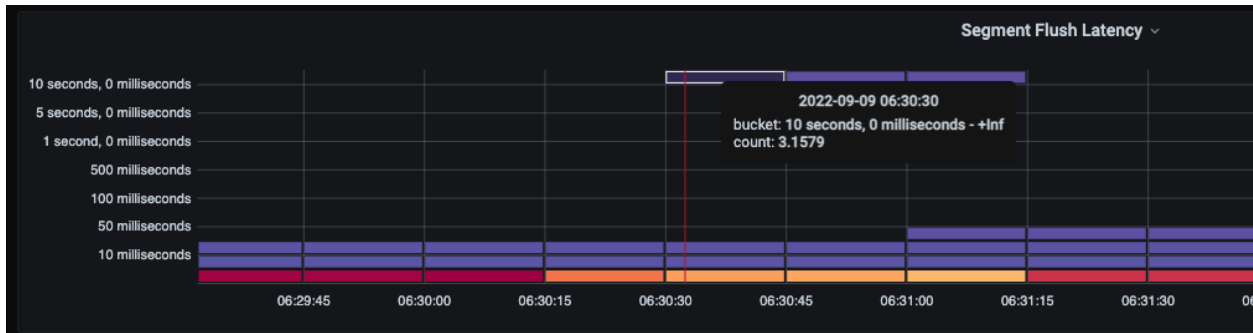 Segment Flush Latency
10 seconds, 0 milliseconds
5 seconds, 0 milliseconds
1 second, 0 milliseconds
500 milliseconds
100 milliseconds
50 milliseconds
10 milliseconds
2022-09-09 06:30:30
bucket: 10 seconds, 0 milliseconds - +Inf
count: 3.1579
06:29:45 06:30:00 06:30:15 06:30:30 06:30:45 06:31:00 06:31:15 06:31:30